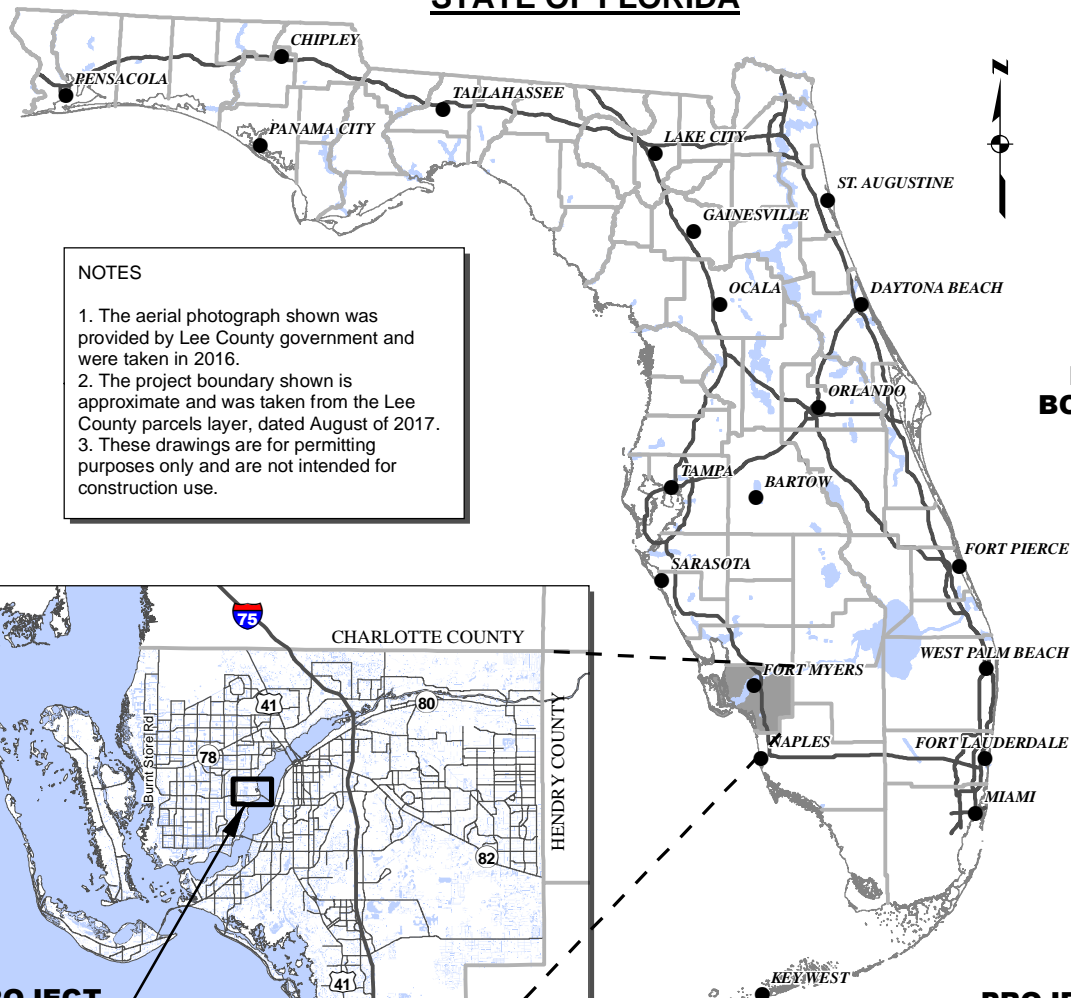 STATE OF FLORIDA
CHIPLEY
PENSACOLA
TALLAHASSEE
PANAMA CITY
LAKE CITY
N
ST. AUGUSTINE
GAINESVILLE
OCALA
DAYTONA BEACH
ORLANDO
BO
TAMPA
BARTOW
SARASOTA
FORT PIERCE
WEST PALM BEACH
FORT MYERS
NAPLES
FORT LAUDERDALE
MIAMI
KEY WEST
NOTES
1. The aerial photograph shown was
provided by Lee County government and
were taken in 2016.
2. The project boundary shown is
approximate and was taken from the Lee
County parcels layer, dated August of 2017.
3. These drawings are for permitting
purposes only and are not intended for
construction use.
75
CHARLOTTE COUNTY
41
80
Burnt Store Rd
78
HENDRY COUNTY
82
41
OJECT
PROJE